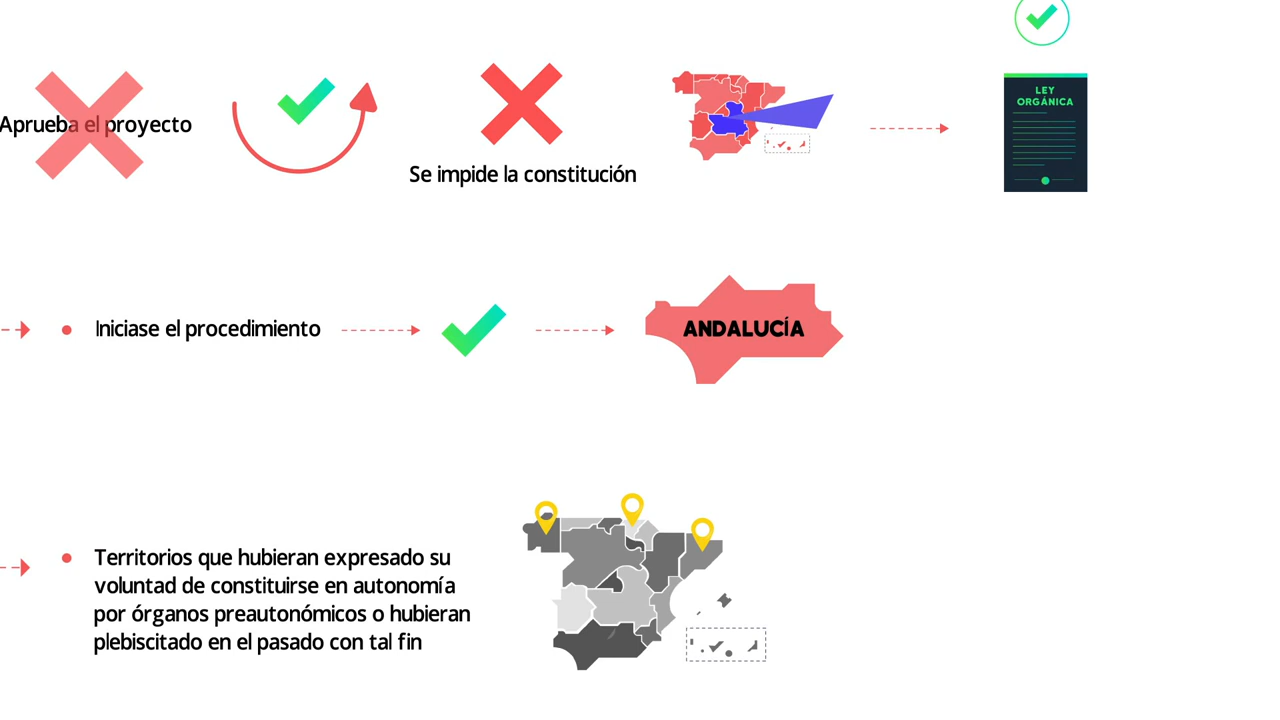 Aprueba el proyecto
Se impide la constitución
LEY
ORGÁNICA
Iniciase el procedimiento
ANDALUCÍA
Territorios que hubieran expresado su
voluntad de constituirse en autonomía
por órganos preautonómicos o hubieran
plebiscitado en el pasado con tal fin